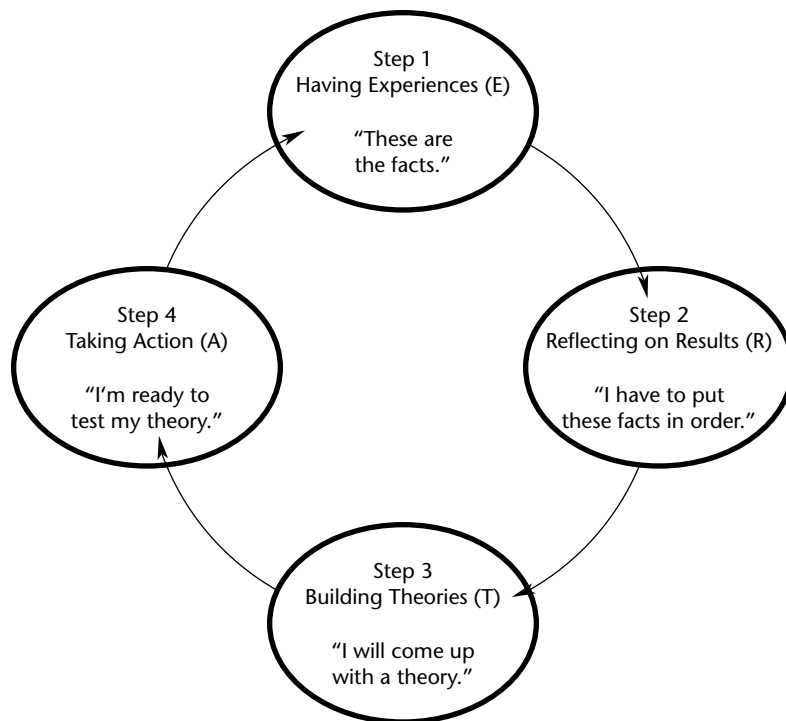 Step 1
Having Experiences (E)
“These are
the facts.”
Step 4
Taking Action (A)
“I‘m ready to
test my theory.”
Step 2
Reflecting on Results (R)
“I have to put
these facts in order.”
Step 3
Building Theories (T)
“I will come up
with a theory.”